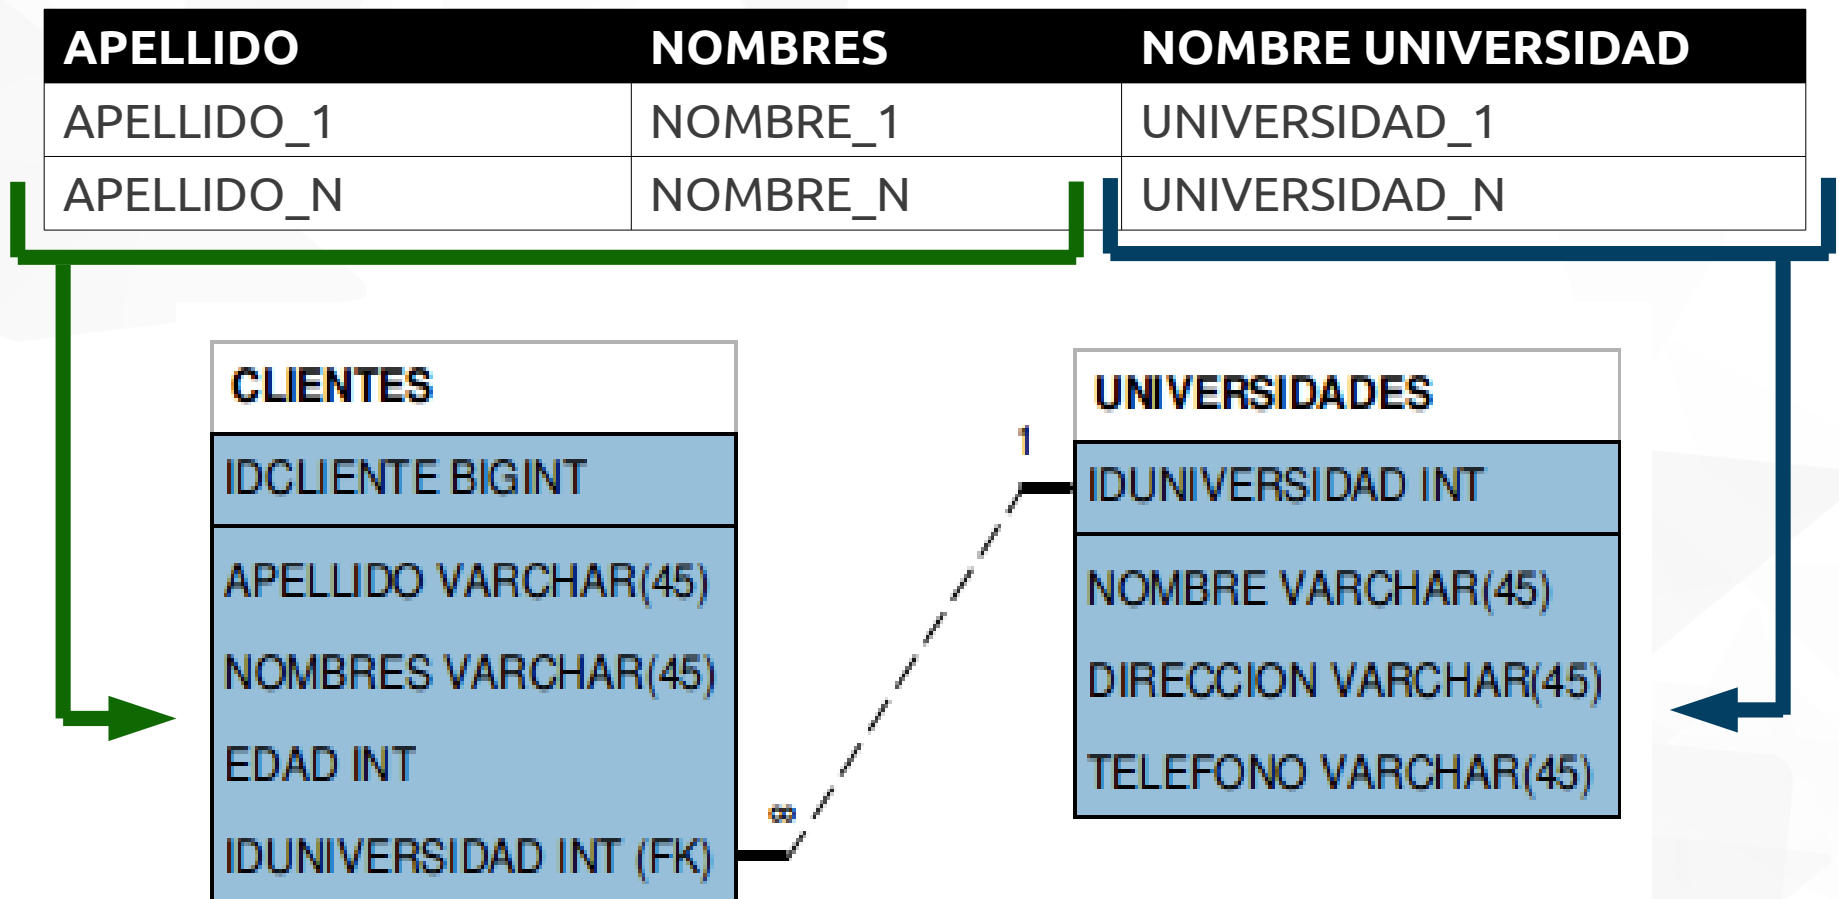 APELLIDO NOMBRES NOMBRE UNIVERSIDAD
APELLIDO_1 NOMBRE_1 UNIVERSIDAD_1
APELLIDO_N NOMBRE_N UNIVERSIDAD_N
CLIENTES
IDCLIENTE BIGINT
APELLIDO VARCHAR(45)
NOMBRES VARCHAR(45)
EDAD INT
IDUNIVERSIDAD INT (FK)
∞
1
UNIVERSIDADES
IDUNIVERSIDAD INT
NOMBRE VARCHAR(45)
DIRECCION VARCHAR(45)
TELEFONO VARCHAR(45)